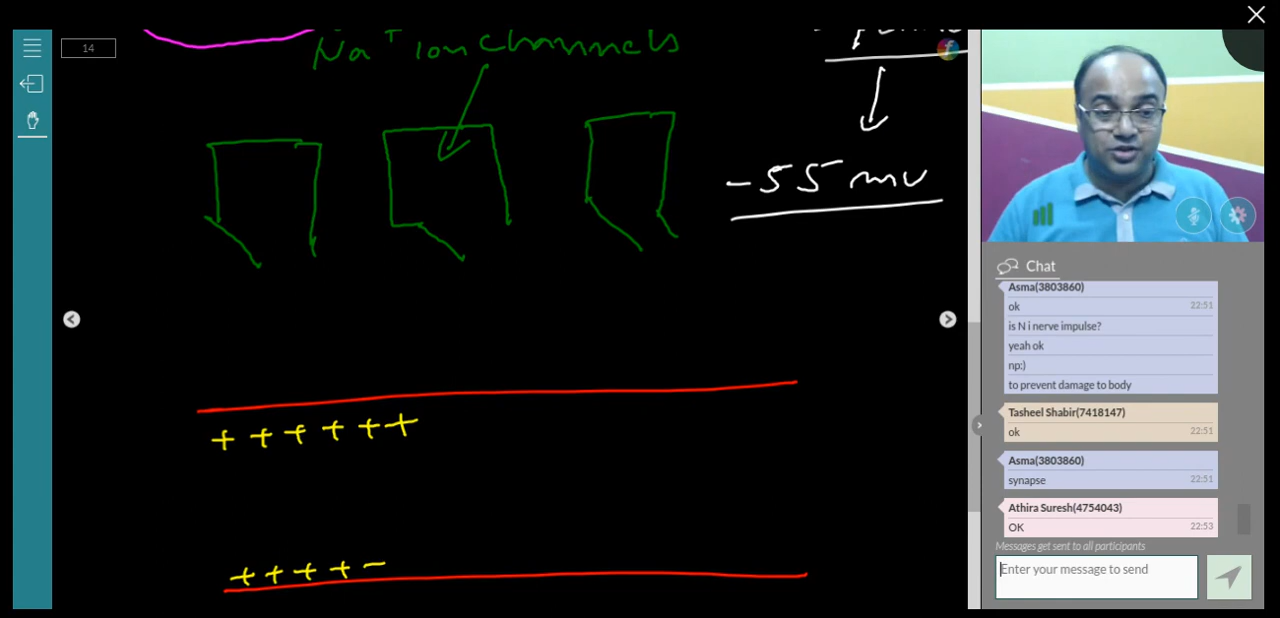 14
Na+ ion channels
-55 mv
++++++
++++-
Chat
Asma(3803860)
ok
22:51
is N i nerve impulse?
yeah ok
np:)
to prevent damage to body
Tasheel Shabir(7418147)
ok
22:51
Asma(3803860)
synapse
22:51
Athira Suresh(4754043)
OK
22:53
Messages get sent to all participants
Enter your message to send